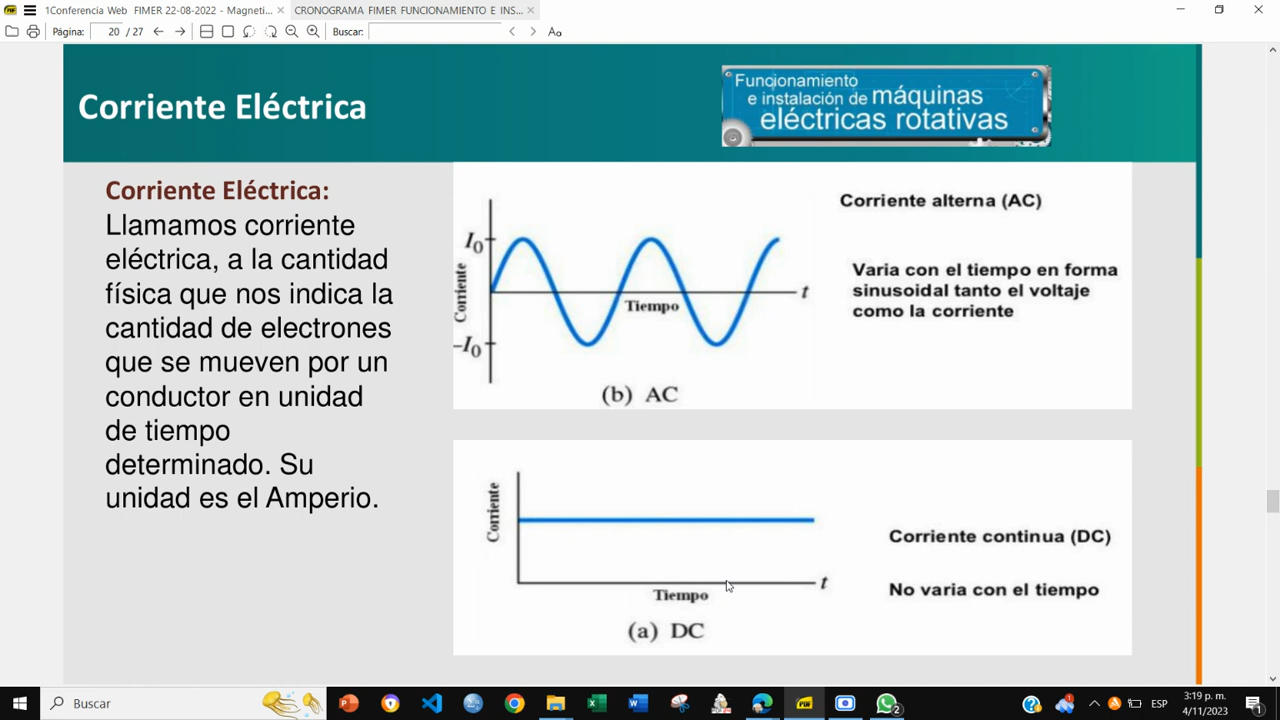 1Conferencia Web FIMER 22-08-2022 - Magneti...
CRONOGRAMA FIMER FUNCIONAMIENTO E INS...
Página: 20 / 27
Buscar:
Aa
Corriente Eléctrica
Funcionamiento
e instalación de máquinas
eléctricas rotativas
Corriente Eléctrica:
Llamamos corriente
eléctrica, a la cantidad
física que nos indica la
cantidad de electrones
que se mueven por un
conductor en unidad
de tiempo
determinado. Su
unidad es el Amperio.
I0
Corriente
–I0
Tiempo
t
(b) AC
Corriente alterna (AC)
Varia con el tiempo en forma
sinusoidal tanto el voltaje
como la corriente
Corriente
Tiempo
t
(a) DC
Corriente continua (DC)
No varia con el tiempo
Buscar
2
ESP
3:19 p. m.
4/11/2023
1